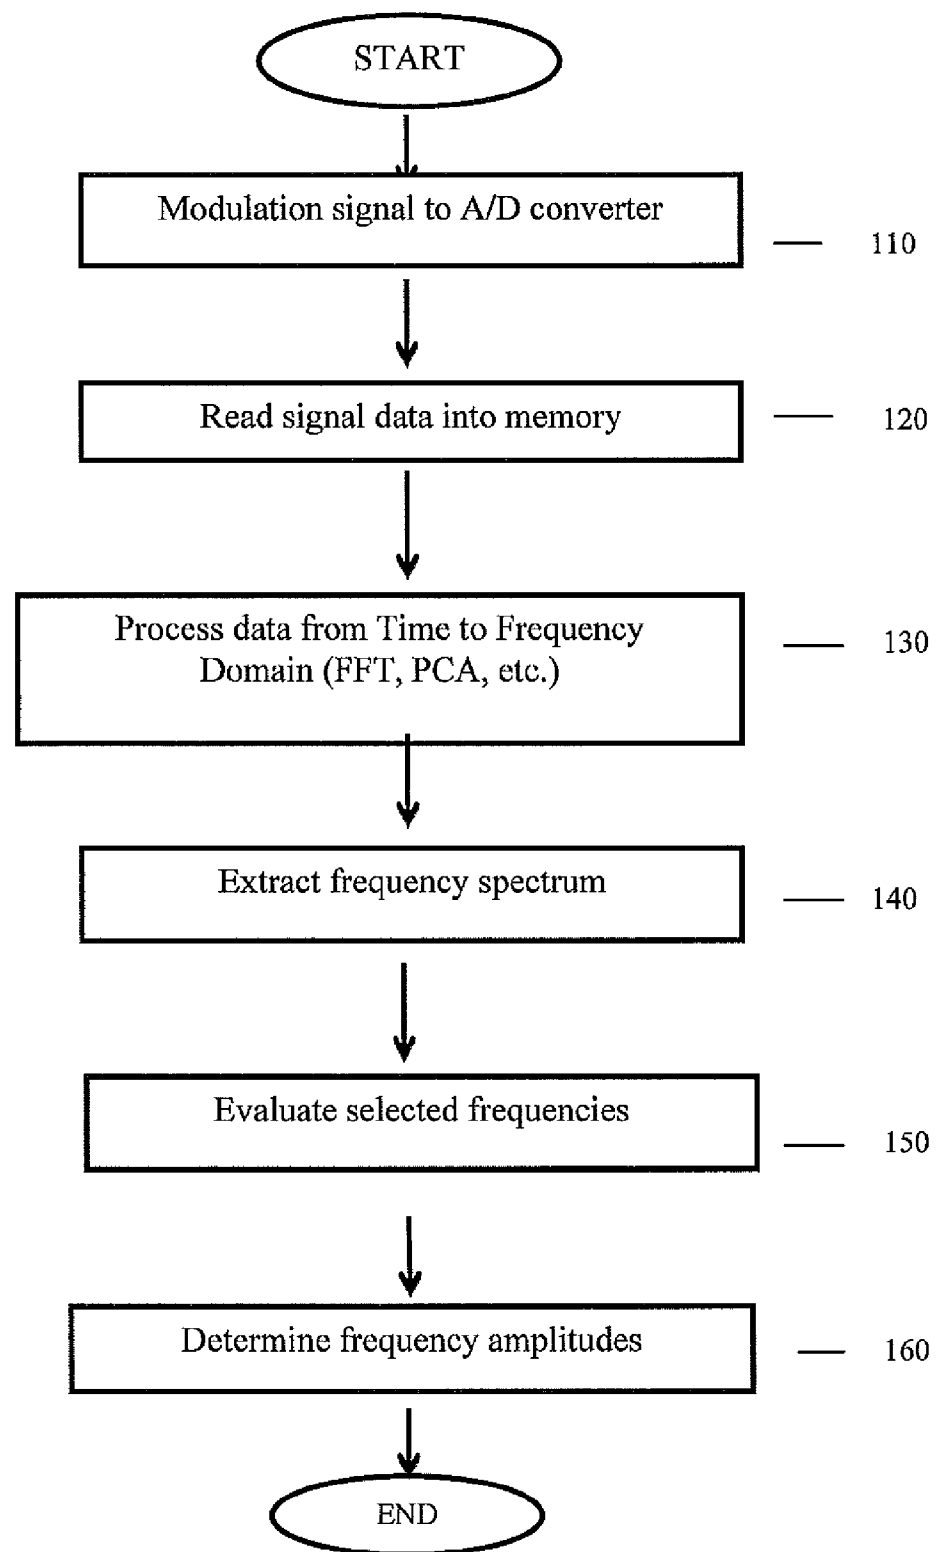 START
Modulation signal to A/D converter
110
Read signal data into memory
120
Process data from Time to Frequency
Domain (FFT, PCA, etc.)
130
Extract frequency spectrum
140
Evaluate selected frequencies
150
Determine frequency amplitudes
160
END